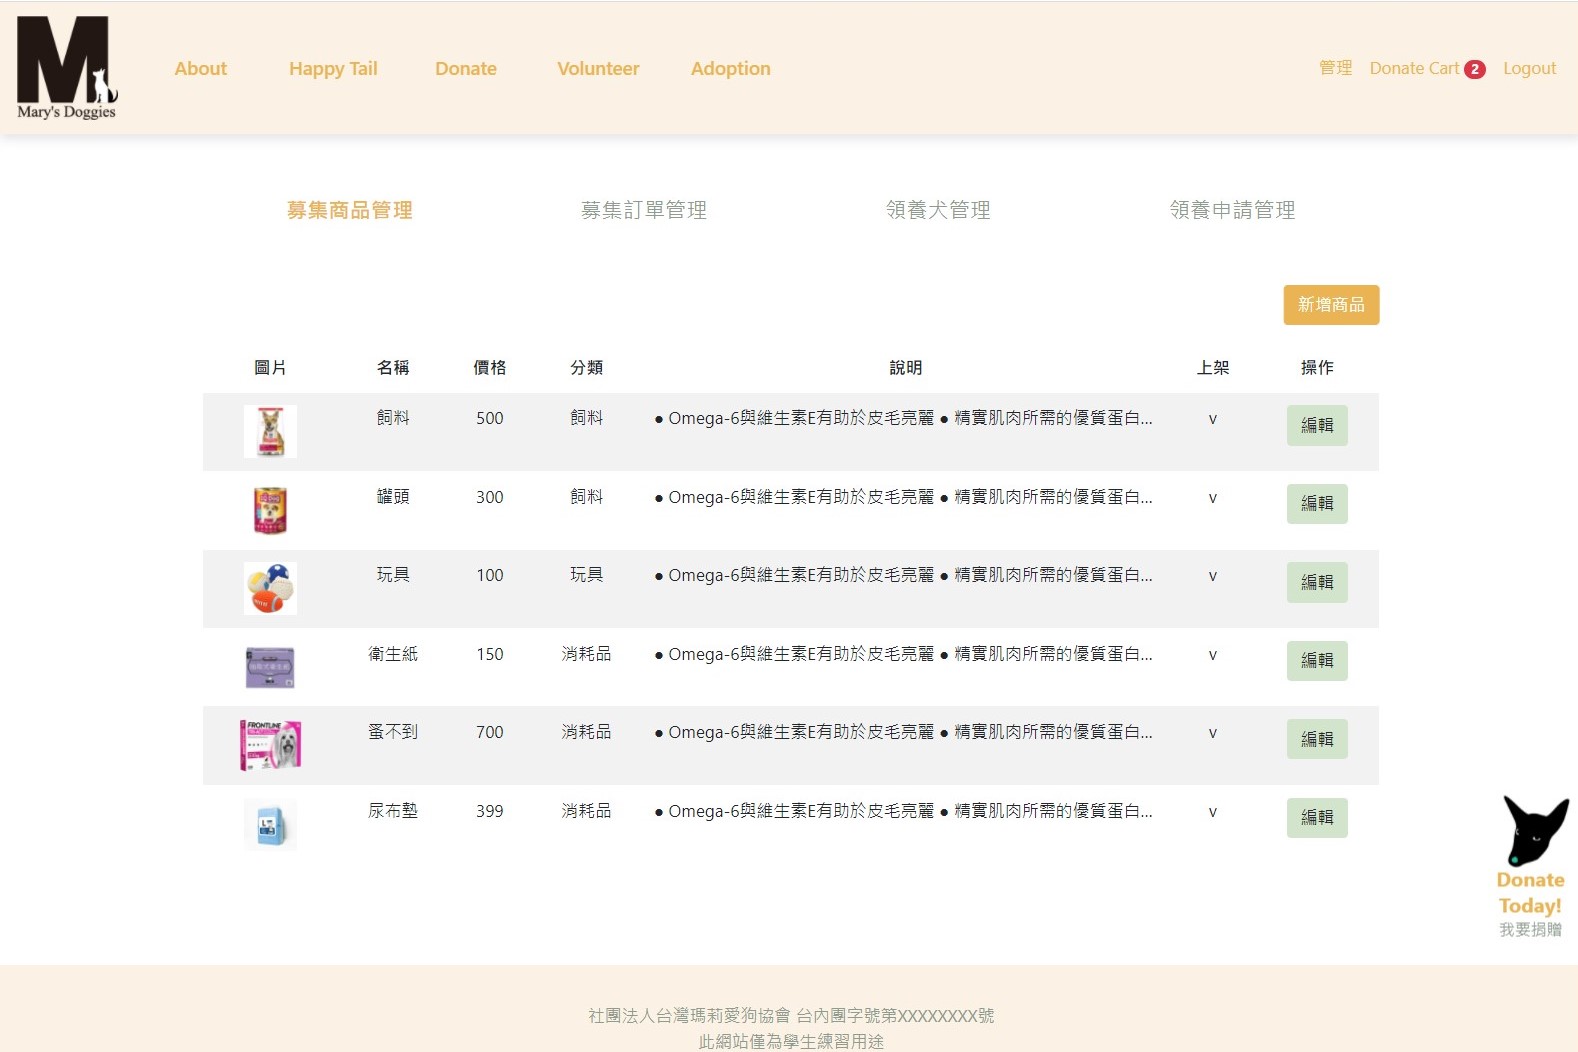 M
Mary's Doggies
About Happy Tail Donate Volunteer Adoption 管理 Donate Cart 2 Logout
募集商品管理 募集訂單管理 領養犬管理 領養申請管理
新增商品
圖片 名稱 價格 分類 說明 上架 操作
飼料 500 飼料 ● Omega-6與維生素E有助於皮毛亮麗 ● 精實肌肉所需的優質蛋白... v 編輯
罐頭 300 飼料 ● Omega-6與維生素E有助於皮毛亮麗 ● 精實肌肉所需的優質蛋白... v 編輯
玩具 100 玩具 ● Omega-6與維生素E有助於皮毛亮麗 ● 精實肌肉所需的優質蛋白... v 編輯
衛生紙 150 消耗品 ● Omega-6與維生素E有助於皮毛亮麗 ● 精實肌肉所需的優質蛋白... v 編輯
FRONTLINE
蚤不到 700 消耗品 ● Omega-6與維生素E有助於皮毛亮麗 ● 精實肌肉所需的優質蛋白... v 編輯
尿布墊 399 消耗品 ● Omega-6與維生素E有助於皮毛亮麗 ● 精實肌肉所需的優質蛋白... v 編輯
Donate
Today!
我要捐贈
社團法人台灣瑪莉愛狗協會 台內團字號第XXXXXXXX號
此網站僅為學生練習用途